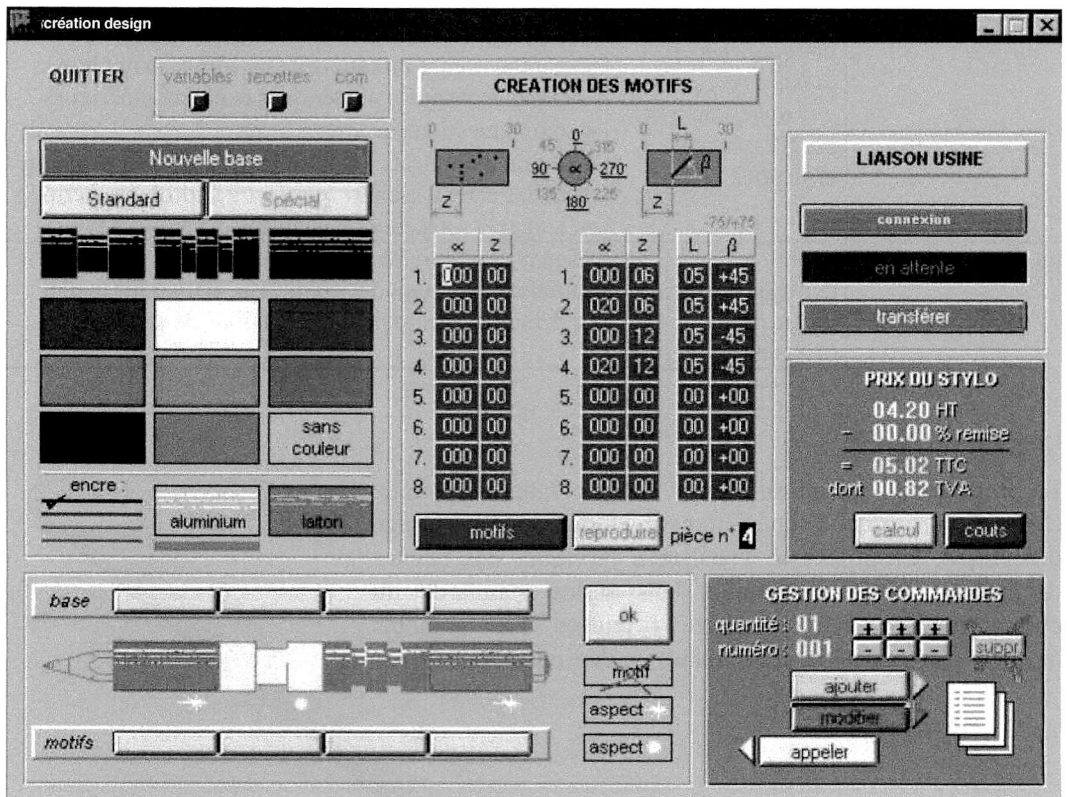 création design
QUITTER
variables recettes com
Nouvelle base
Standard Spécial
sans
couleur
encre :
aluminium laiton
CREATION DES MOTIFS
0 30
0°
45 315
90° α 270°
135 225
180°
Z
0 L 30
β
Z
-75/+75
α Z α Z L β
1. 000 00 1. 000 06 05 +45
2. 000 00 2. 020 06 05 +45
3. 000 00 3. 000 12 05 -45
4. 000 00 4. 020 12 05 -45
5. 000 00 5. 000 00 00 +00
6. 000 00 6. 000 00 00 +00
7. 000 00 7. 000 00 00 +00
8. 000 00 8. 000 00 00 +00
motifs reproduire pièce n° 4
LIAISON USINE
connexion
en attente
transférer
PRIX DU STYLO
04.20 HT
- 00.00 % remise
= 05.02 TTC
dont 00.82 TVA
calcul couts
base
ok
motif
aspect
motifs
aspect
GESTION DES COMMANDES
quantité : 01 + + +
numéro : 001 - - -
suppr
ajouter
modifier
appeler